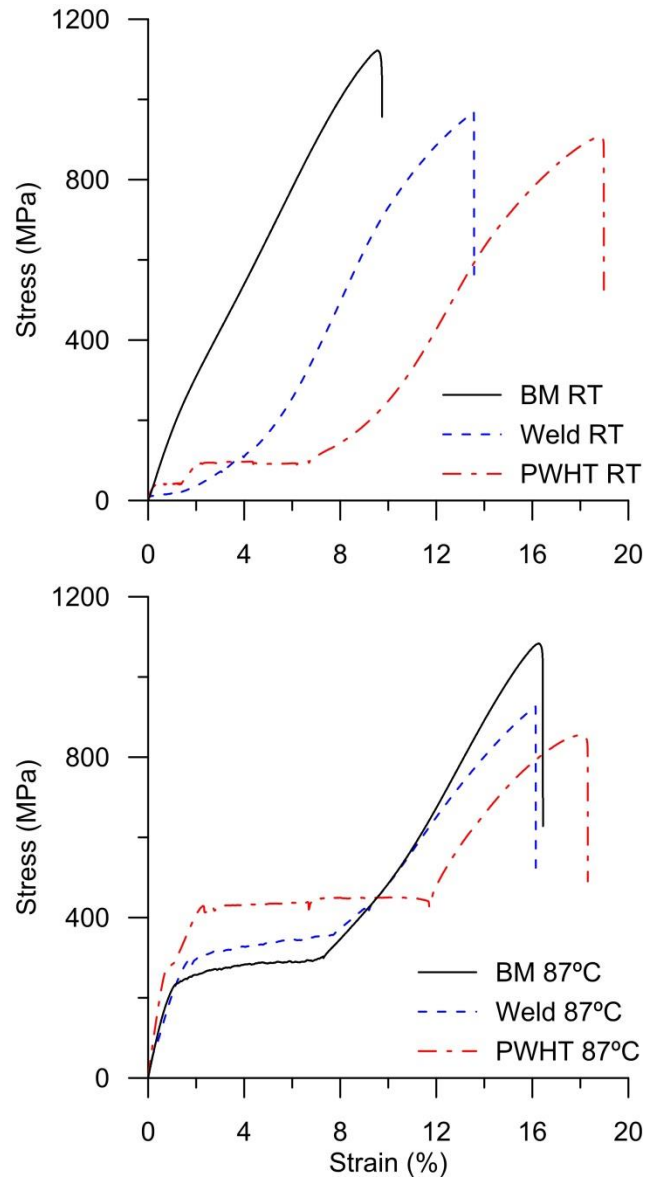 1200
800
400
0
Stress (MPa)
BM RT
Weld RT
PWHT RT
0 4 8 12 16 20
1200
800
400
0
Stress (MPa)
BM 87ºC
Weld 87ºC
PWHT 87ºC
0 4 8 12 16 20
Strain (%)